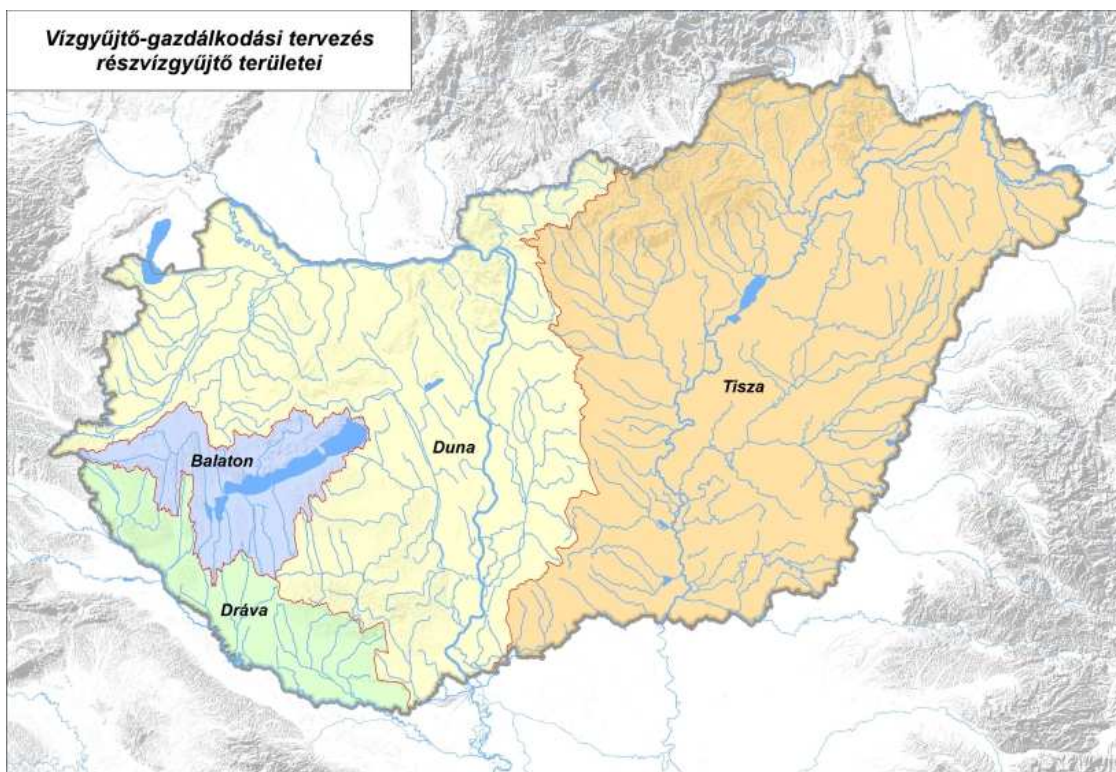 Vízgyűjtő-gazdálkodási tervezés
részvízgyűjtő területei
Tisza
Duna
Balaton
Dráva